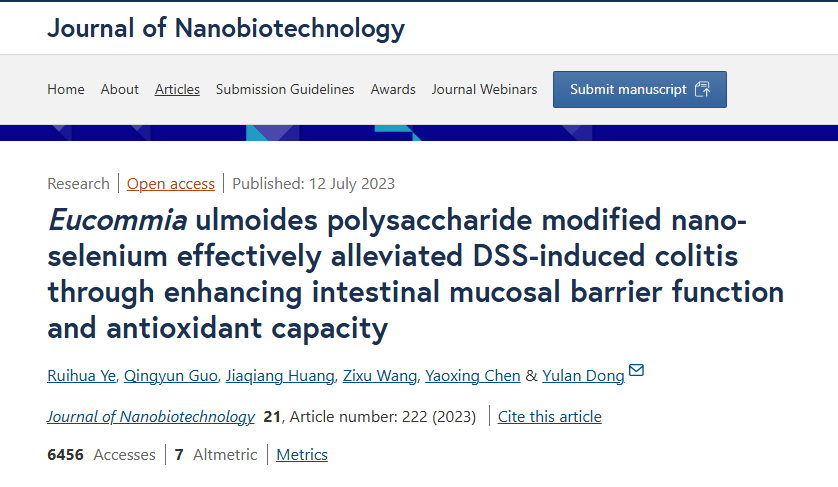 Journal of Nanobiotechnology
Home About Articles Submission Guidelines Awards Journal Webinars Submit manuscript
Research Open access Published: 12 July 2023
Eucommia ulmoides polysaccharide modified nano-
selenium effectively alleviated DSS-induced colitis
through enhancing intestinal mucosal barrier function
and antioxidant capacity
Ruihua Ye, Qingyun Guo, Jiaqiang Huang, Zixu Wang, Yaoxing Chen & Yulan Dong
Journal of Nanobiotechnology 21, Article number: 222 (2023) Cite this article
6456 Accesses 7 Altmetric Metrics